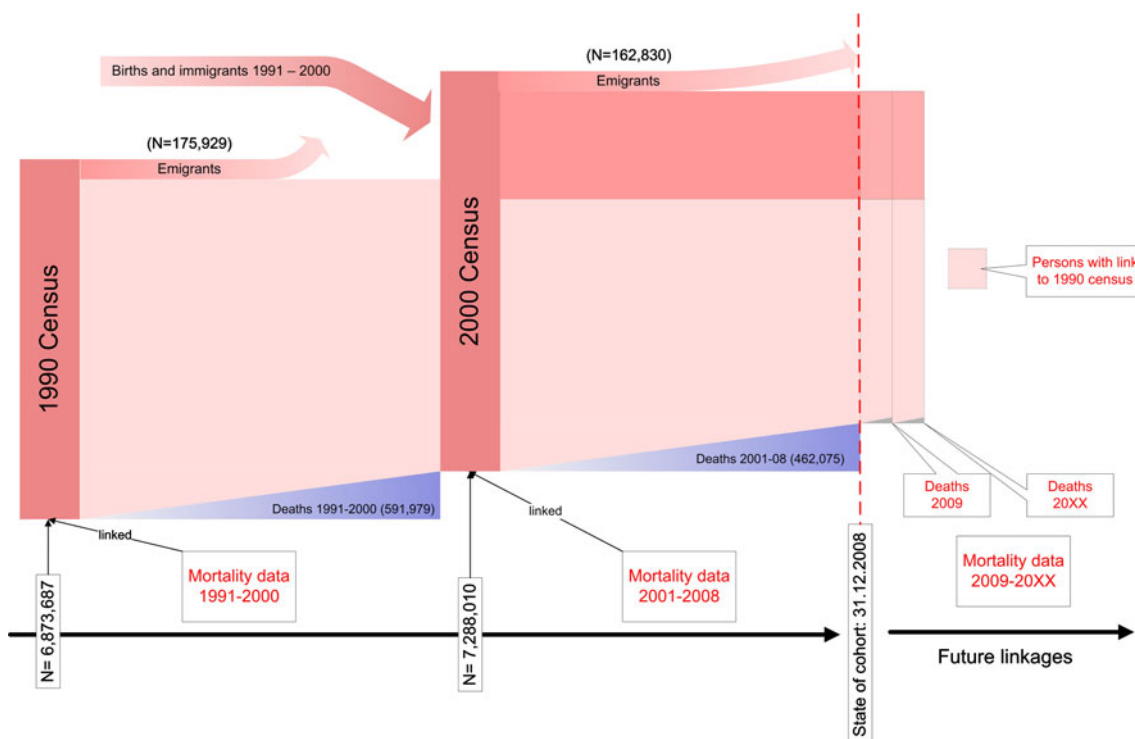 (N=162,830)
Emigrants
Births and immigrants 1991 – 2000
(N=175,929)
Emigrants
1990 Census
2000 Census
Persons with link
to 1990 census
Deaths 2001-08 (462,075)
Deaths 1991-2000 (591,979)
Deaths
2009
Deaths
20XX
linked
linked
Mortality data
1991-2000
Mortality data
2001-2008
Mortality data
2009-20XX
N= 6,873,687
N= 7,288,010
State of cohort: 31.12.2008
Future linkages